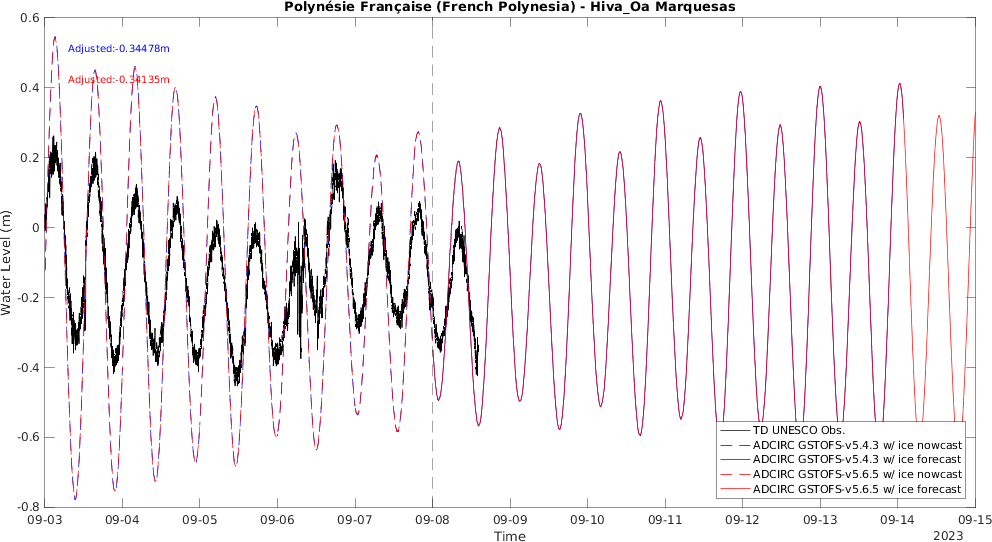 Polynésie Française (French Polynesia) - Hiva_Oa Marquesas
Water Level (m)
0.6
0.4
0.2
0
-0.2
-0.4
-0.6
-0.8
Adjusted:-0.34478m
Adjusted:-0.34135m
TD UNESCO Obs.
ADCIRC GSTOFS-v5.4.3 w/ ice nowcast
ADCIRC GSTOFS-v5.4.3 w/ ice forecast
ADCIRC GSTOFS-v5.6.5 w/ ice nowcast
ADCIRC GSTOFS-v5.6.5 w/ ice forecast
09-03 09-04 09-05 09-06 09-07 09-08 09-09 09-10 09-11 09-12 09-13 09-14 09-15
Time
2023